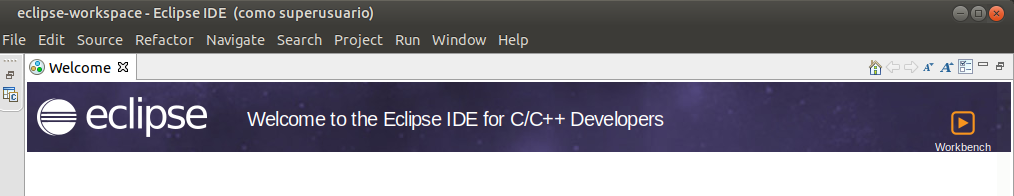 eclipse-workspace - Eclipse IDE  (como superusuario)
File Edit Source Refactor Navigate Search Project Run Window Help
Welcome
eclipse Welcome to the Eclipse IDE for C/C++ Developers
Workbench